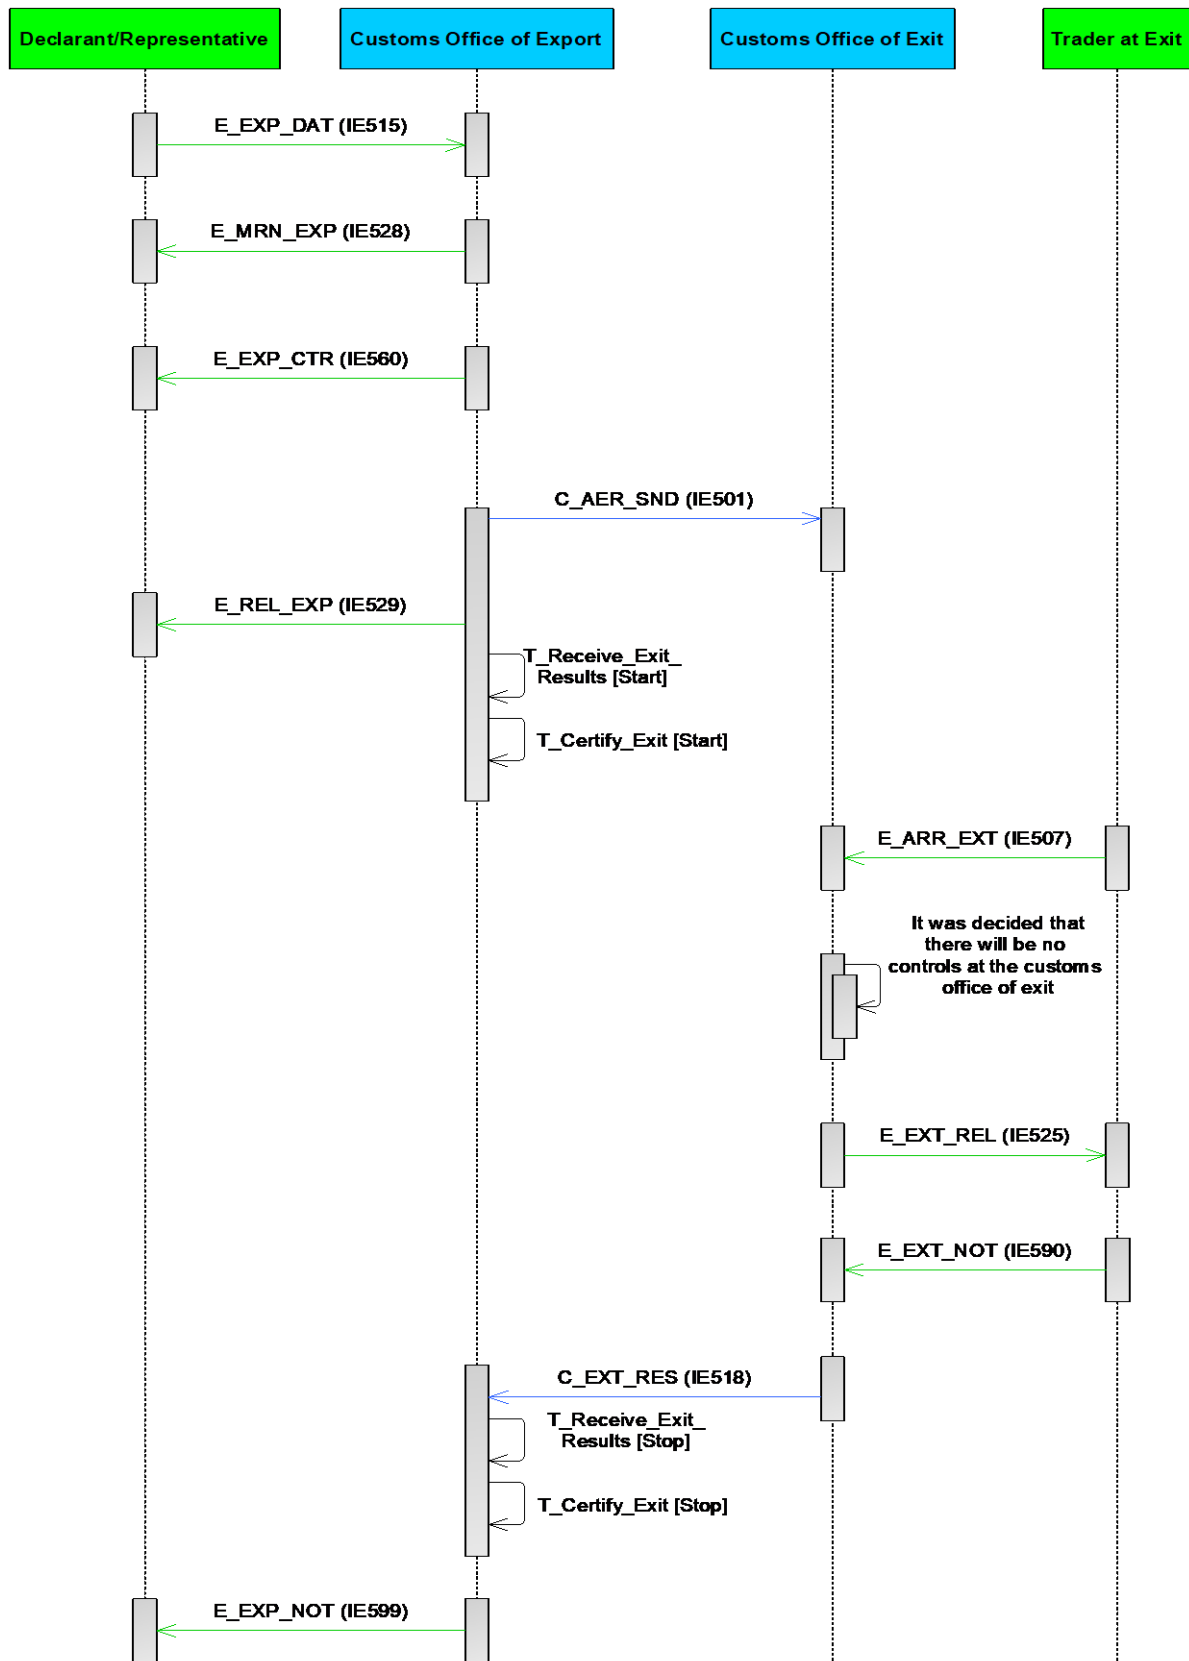 Declarant/Representative
Customs Office of Export
Customs Office of Exit
Trader at Exit
E_EXP_DAT (IE515)
E_MRN_EXP (IE528)
E_EXP_CTR (IE560)
C_AER_SND (IE501)
E_REL_EXP (IE529)
T_Receive_Exit_
Results [Start]
T_Certify_Exit [Start]
E_ARR_EXT (IE507)
It was decided that
there will be no
controls at the customs
office of exit
E_EXT_REL (IE525)
E_EXT_NOT (IE590)
C_EXT_RES (IE518)
T_Receive_Exit_
Results [Stop]
T_Certify_Exit [Stop]
E_EXP_NOT (IE599)